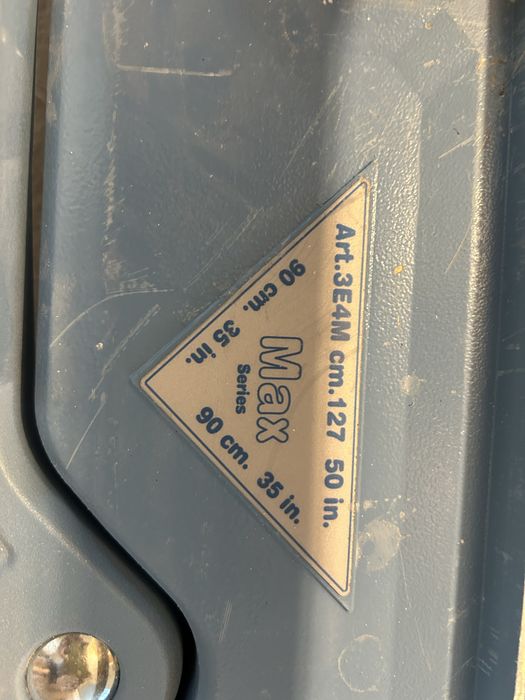 Art.3E4M cm.127 50 in.
Max
Series
90 cm. 35 in.
90 cm. 35 in.